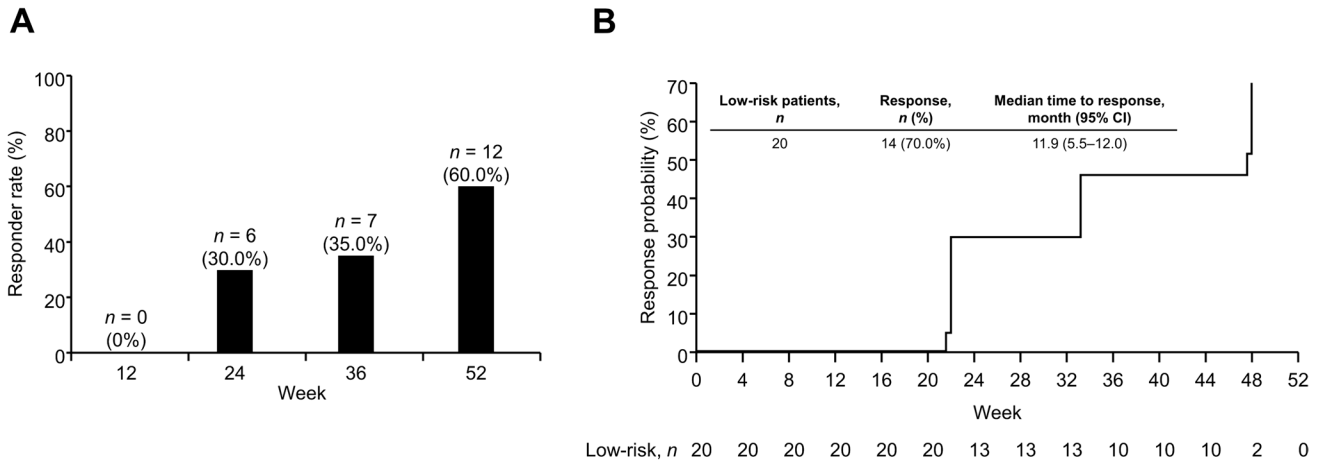 A
Responder rate (%)
100
80
60
40
20
0
n = 0
(0%)
n = 6
(30.0%)
n = 7
(35.0%)
n = 12
(60.0%)
12 24 36 52
Week
B
Response probability (%)
70
60
50
40
30
20
10
0
Low-risk patients, Response, Median time to response,
n n (%) month (95% CI)
20 14 (70.0%) 11.9 (5.5–12.0)
0 4 8 12 16 20 24 28 32 36 40 44 48 52
Week
Low-risk, n 20 20 20 20 20 20 13 13 13 10 10 10 2 0